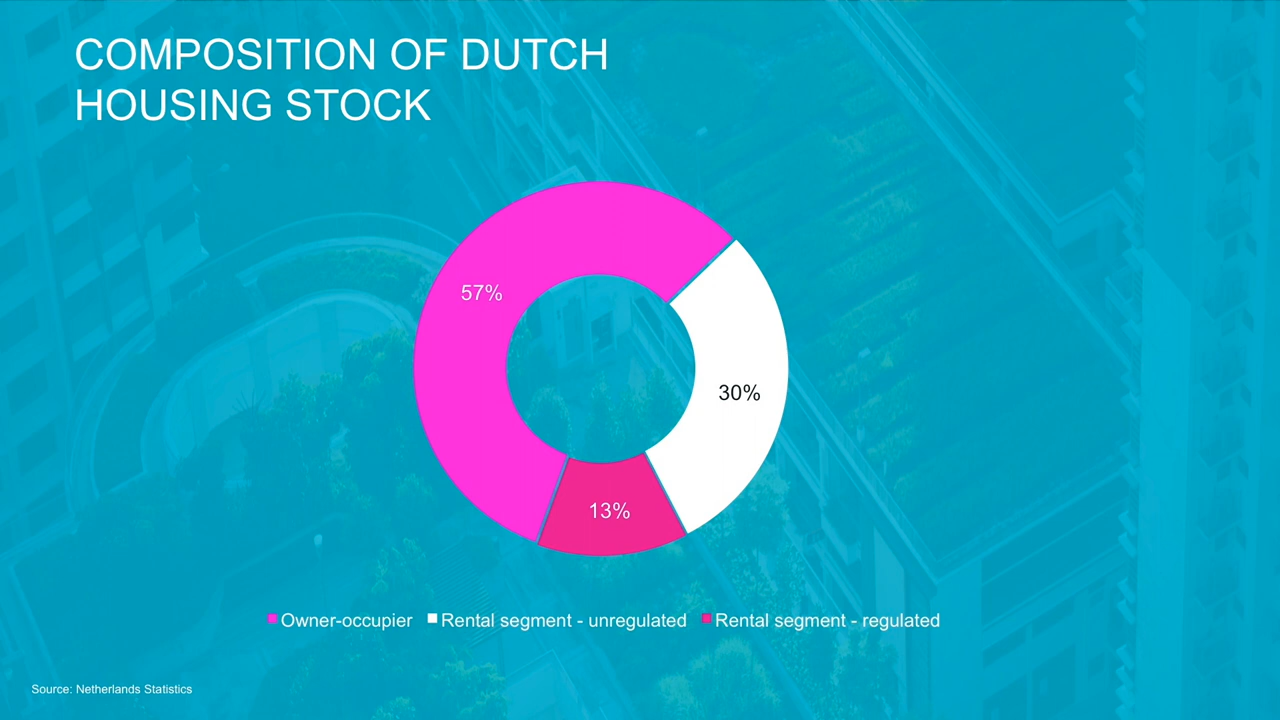 COMPOSITION OF DUTCH
HOUSING STOCK
57%
30%
13%
Owner-occupier Rental segment - unregulated Rental segment - regulated
Source: Netherlands Statistics